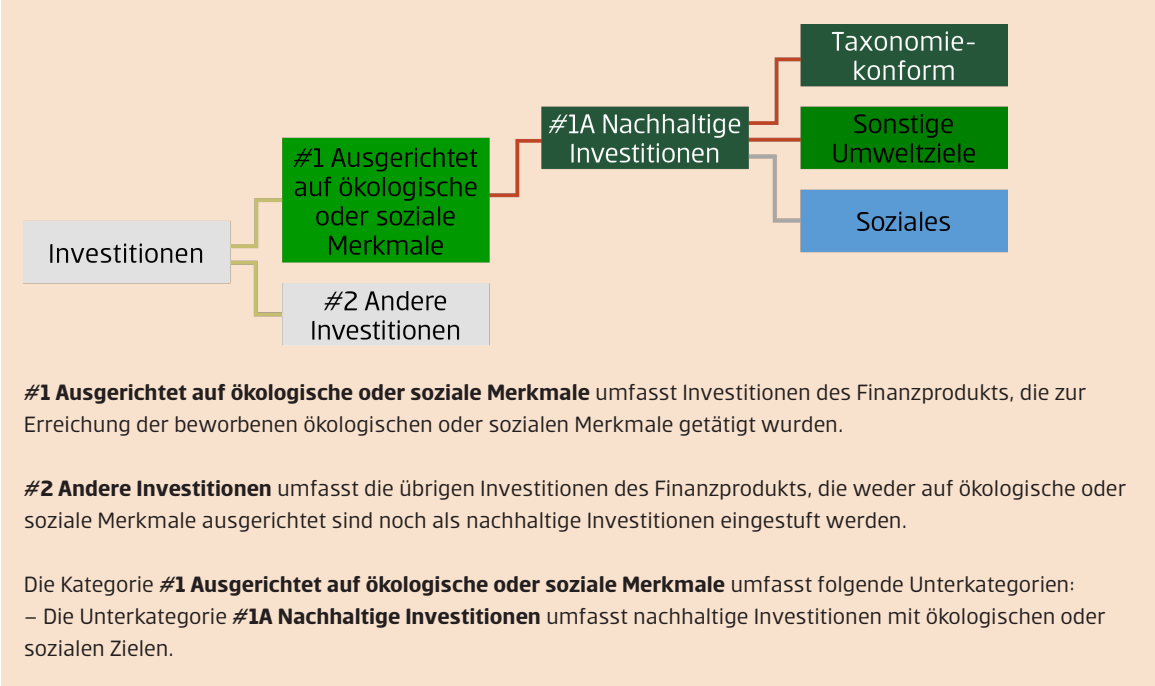 Taxonomie-
konform
#1A Nachhaltige
Investitionen
Sonstige
Umweltziele
#1 Ausgerichtet
auf ökologische
oder soziale
Merkmale
Soziales
Investitionen
#2 Andere
Investitionen
#1 Ausgerichtet auf ökologische oder soziale Merkmale umfasst Investitionen des Finanzprodukts, die zur
Erreichung der beworbenen ökologischen oder sozialen Merkmale getätigt wurden.
#2 Andere Investitionen umfasst die übrigen Investitionen des Finanzprodukts, die weder auf ökologische oder
soziale Merkmale ausgerichtet sind noch als nachhaltige Investitionen eingestuft werden.
Die Kategorie #1 Ausgerichtet auf ökologische oder soziale Merkmale umfasst folgende Unterkategorien:
– Die Unterkategorie #1A Nachhaltige Investitionen umfasst nachhaltige Investitionen mit ökologischen oder
sozialen Zielen.